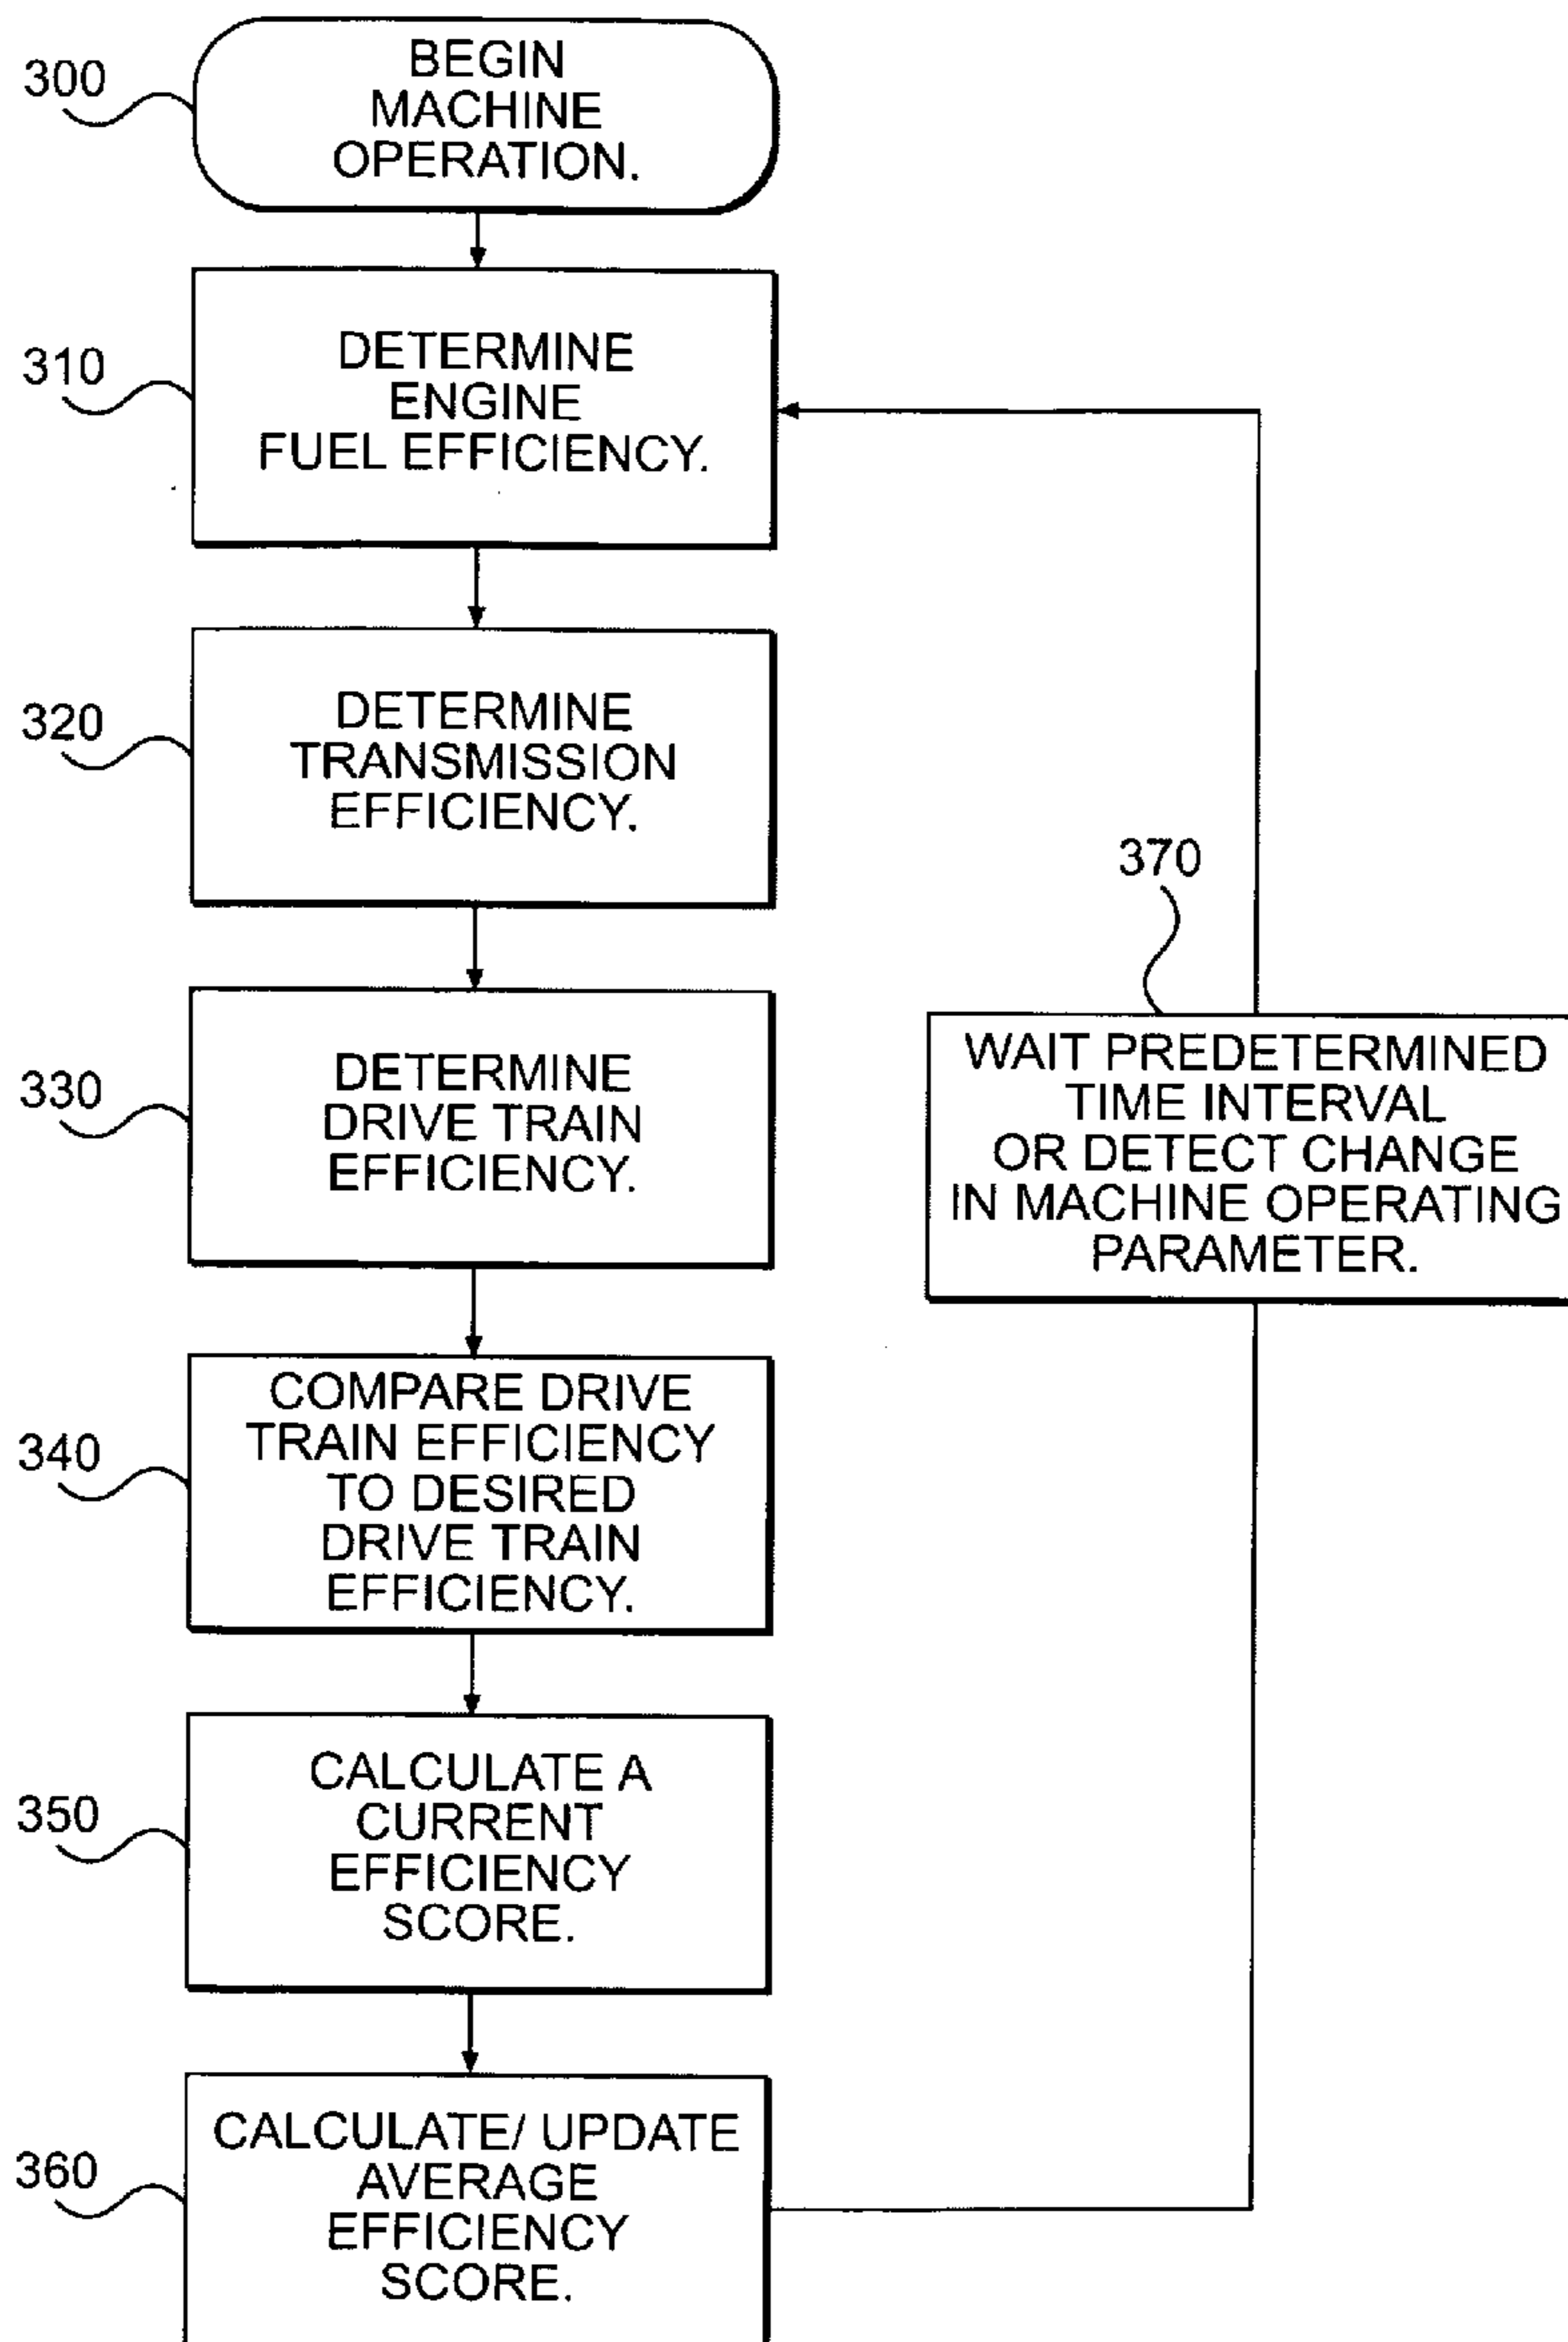 300
BEGIN
MACHINE
OPERATION.
310
DETERMINE
ENGINE
FUEL EFFICIENCY.
320
DETERMINE
TRANSMISSION
EFFICIENCY.
330
DETERMINE
DRIVE TRAIN
EFFICIENCY.
340
COMPARE DRIVE
TRAIN EFFICIENCY
TO DESIRED
DRIVE TRAIN
EFFICIENCY.
350
CALCULATE A
CURRENT
EFFICIENCY
SCORE.
360
CALCULATE/ UPDATE
AVERAGE
EFFICIENCY
SCORE.
370
WAIT PREDETERMINED
TIME INTERVAL
OR DETECT CHANGE
IN MACHINE OPERATING
PARAMETER.